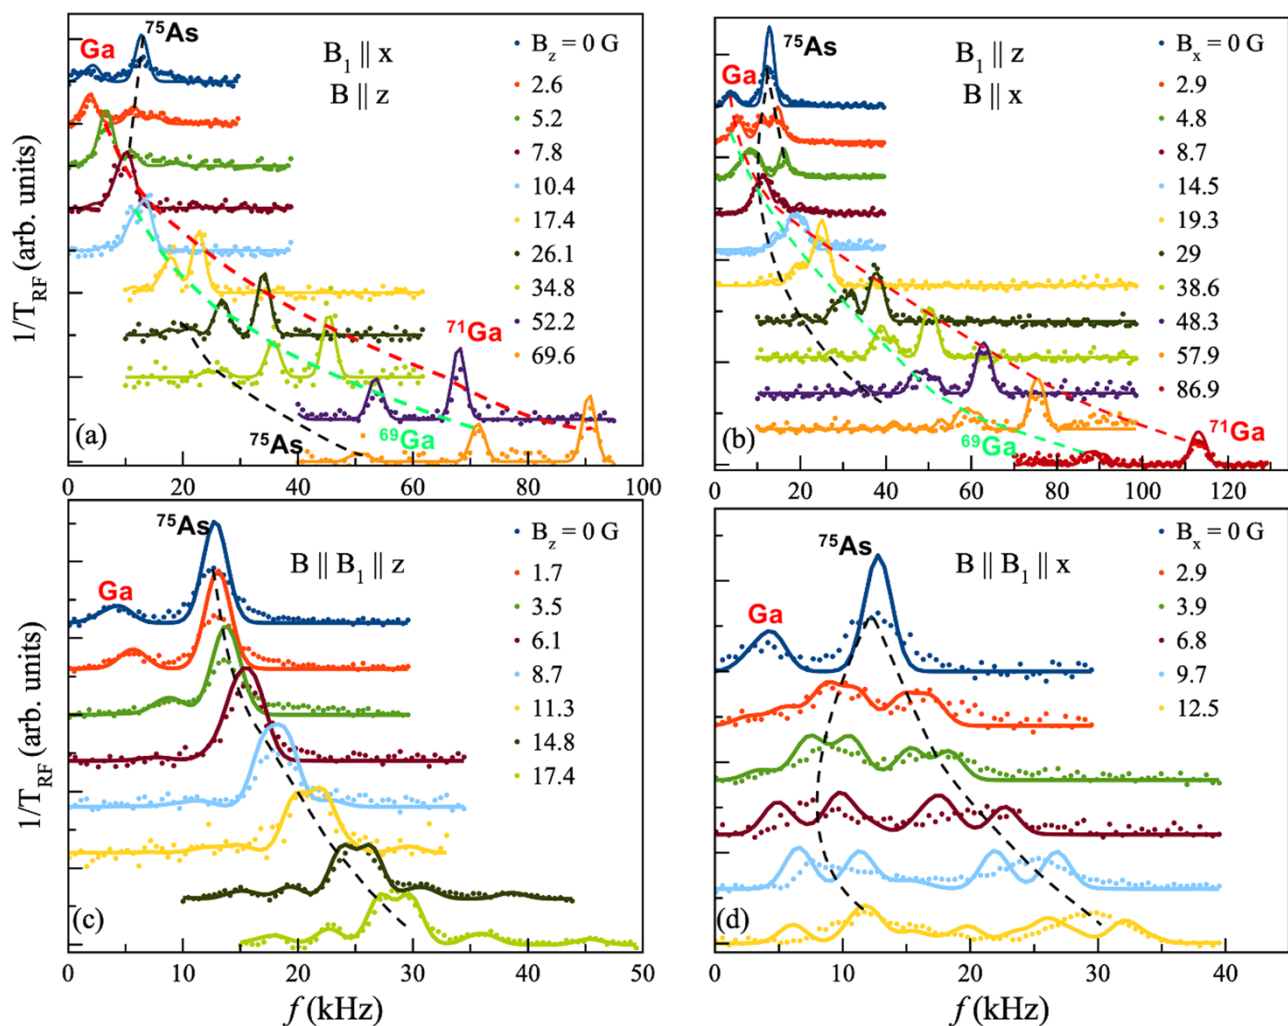 75As
Ga
B1 || x
B || z
Bz = 0 G
2.6
5.2
7.8
10.4
17.4
26.1
34.8
52.2
69.6
71Ga
69Ga
75As
(a)
1/TRF (arb. units)
0 20 40 60 80 100
75As
Ga
B1 || z
B || x
Bx = 0 G
2.9
4.8
8.7
14.5
19.3
29
38.6
48.3
57.9
86.9
71Ga
69Ga
(b)
0 20 40 60 80 100 120
75As
Ga
B || B1 || z
Bz = 0 G
1.7
3.5
6.1
8.7
11.3
14.8
17.4
(c)
1/TRF (arb. units)
0 10 20 30 40 50
f (kHz)
75As
Ga
B || B1 || x
Bx = 0 G
2.9
3.9
6.8
9.7
12.5
(d)
0 10 20 30 40
f (kHz)